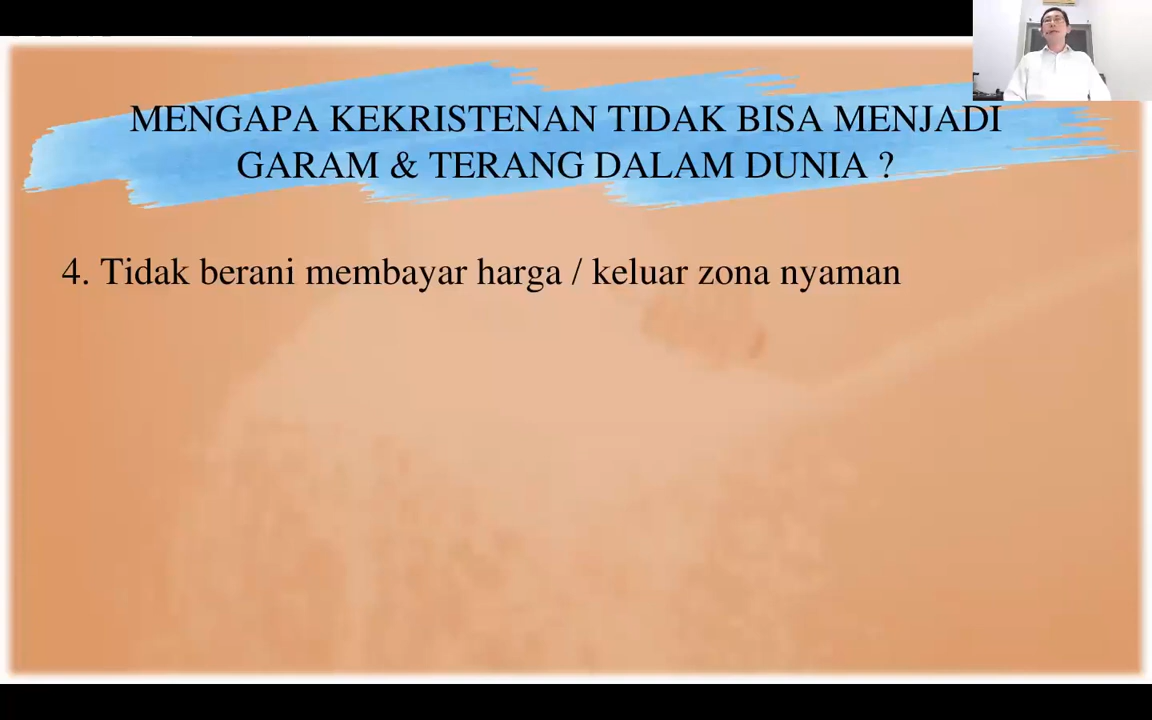 MENGAPA KEKRISTENAN TIDAK BISA MENJADI
GARAM & TERANG DALAM DUNIA ?
4. Tidak berani membayar harga / keluar zona nyaman